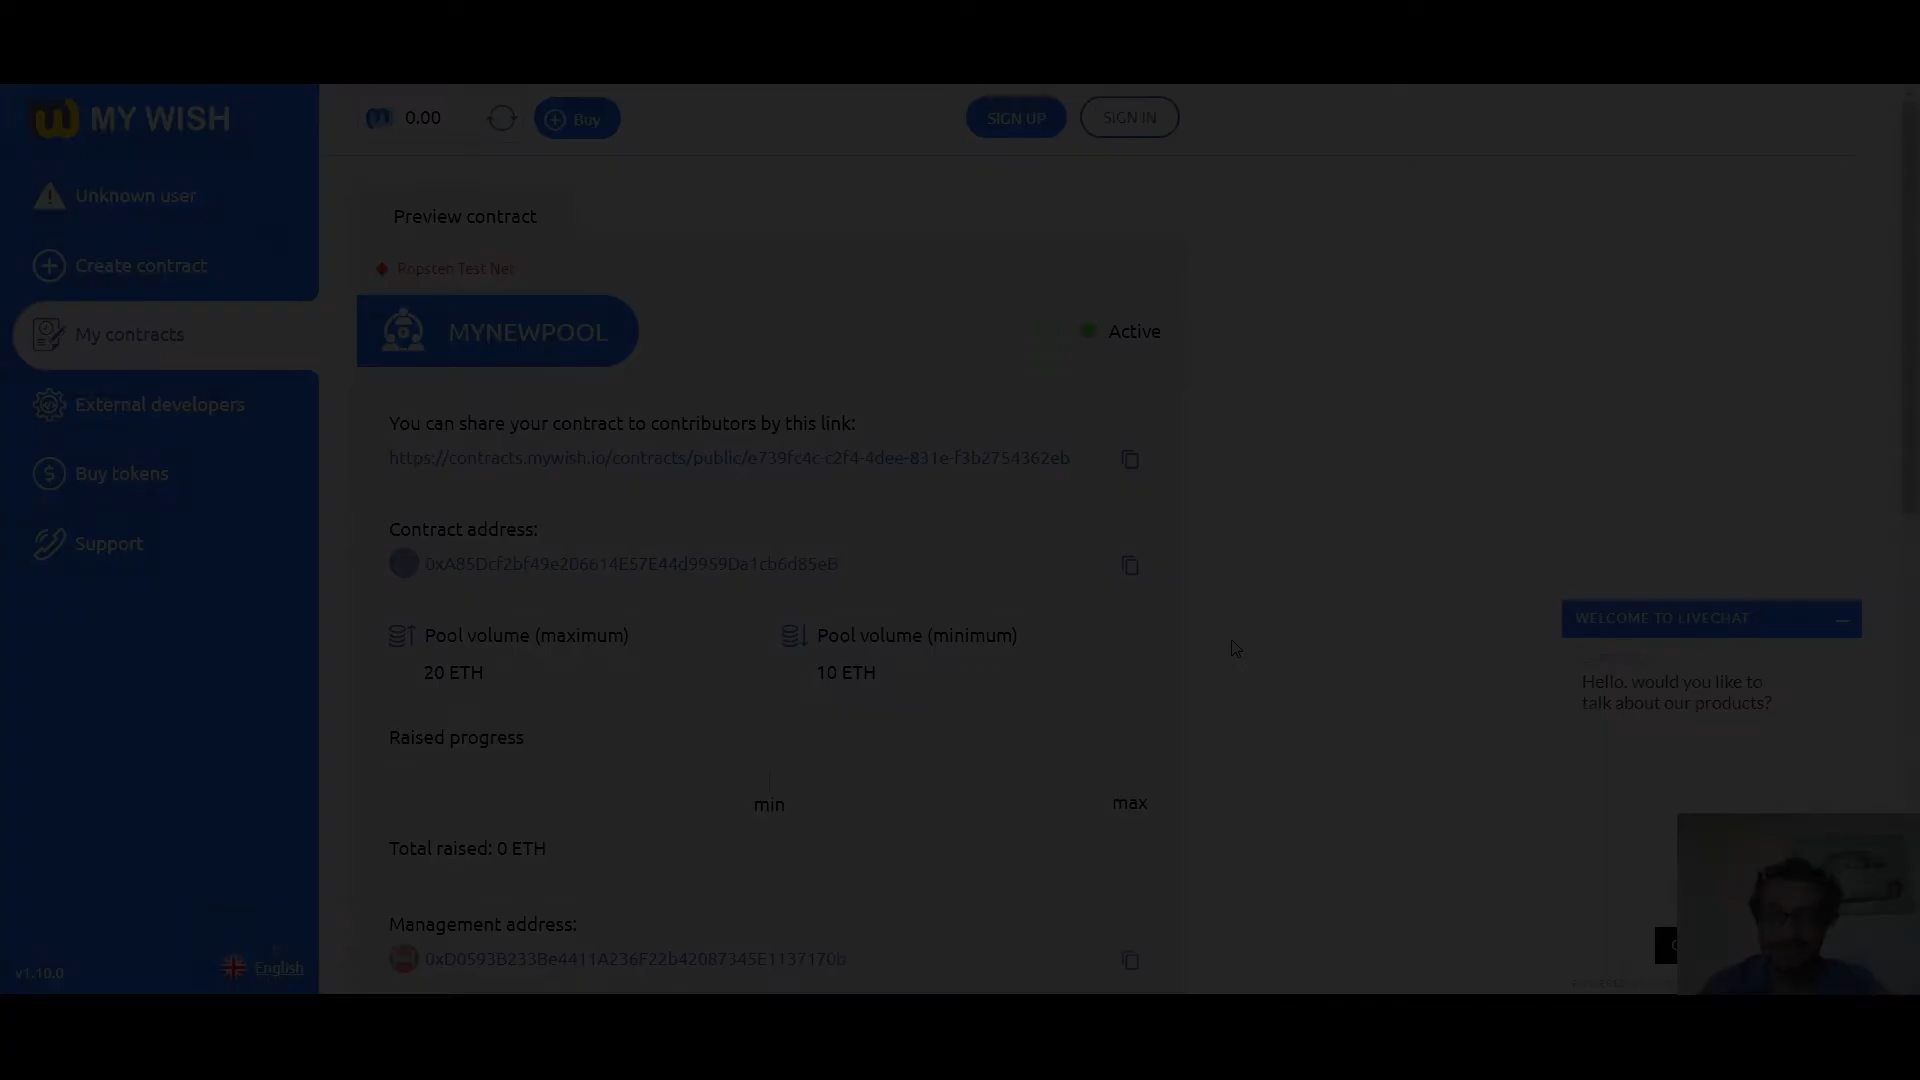 MY WISH
0.00
Buy
SIGN UP
SIGN IN
Unknown user
Create contract
My contracts
External developers
Buy tokens
Support
v1.10.0
English
Preview contract
Ropsten Test Net
MYNEWPOOL
Active
You can share your contract to contributors by this link:
https://contracts.mywish.io/contracts/public/e739fc4c-c2f4-4dee-831e-f3b2754362eb
Contract address:
0xA85Dcf2bf49e206614E57E44d9959Da1cb6d85eB
Pool volume (maximum)
20 ETH
Pool volume (minimum)
10 ETH
Raised progress
min
max
Total raised: 0 ETH
Management address:
0xD0593B233Be4411A236F22b42087345E1137170b
WELCOME TO LIVECHAT
Hello. would you like to
talk about our products?